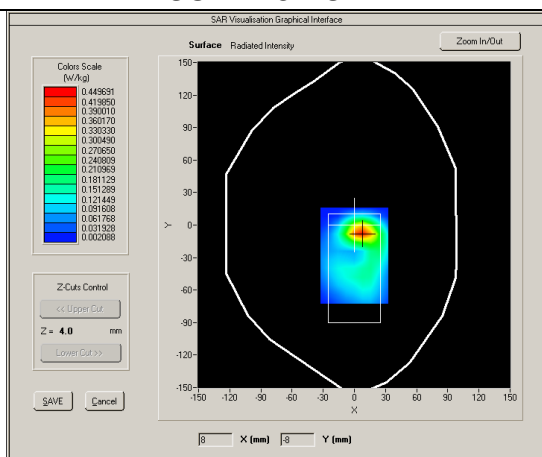 SAR Visualisation Graphical Interface
Surface Radiated Intensity
Zoom In/Out
Colors Scale
(W/kg)
0.449691
0.419850
0.390010
0.360170
0.330330
0.300490
0.270650
0.240809
0.210969
0.181129
0.151289
0.121449
0.091608
0.061768
0.031928
0.002088
Z-Cuts Control
<< Upper Cut
Z = 4.0 mm
Lower Cut >>
SAVE
Cancel
150
120
90
60
30
0
-30
-60
-90
-120
-150
Y
-150 -120 -90 -60 -30 0 30 60 90 120 150
X
8 X (mm) -8 Y (mm)